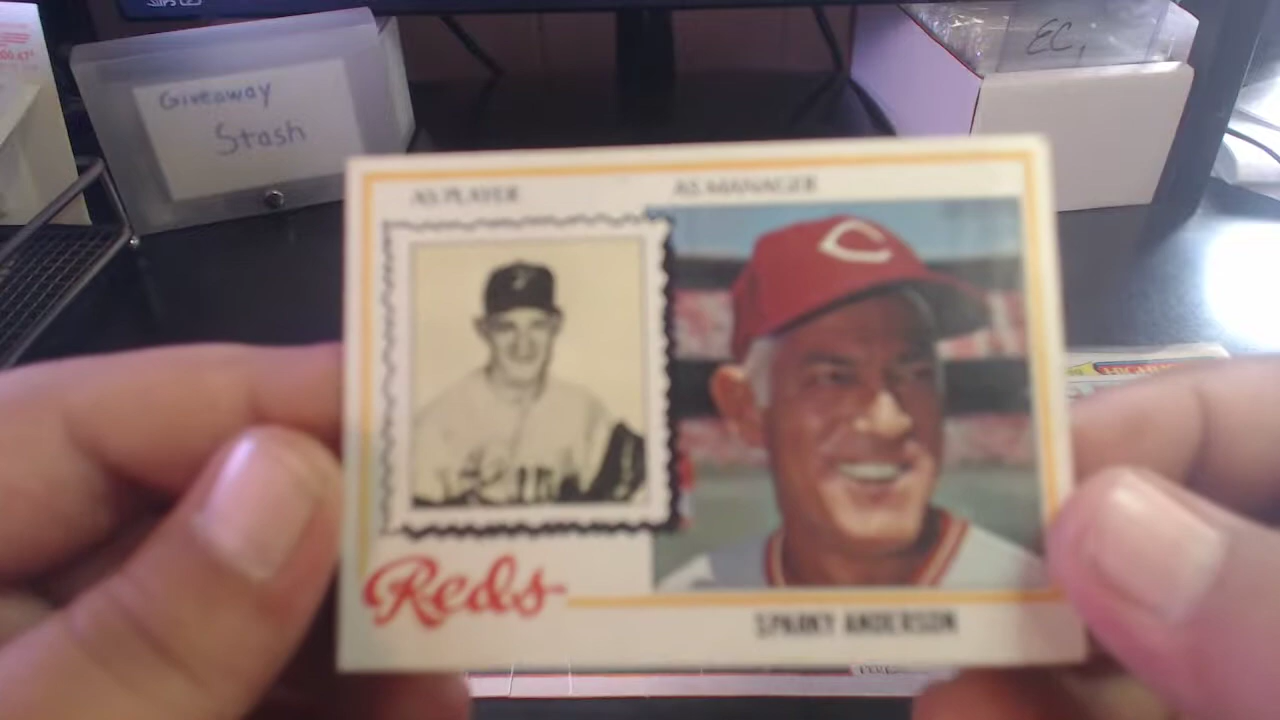 Giveaway
Stash
EC,
AS PLAYER
AS MANAGER
C
Reds
SPARKY ANDERSON